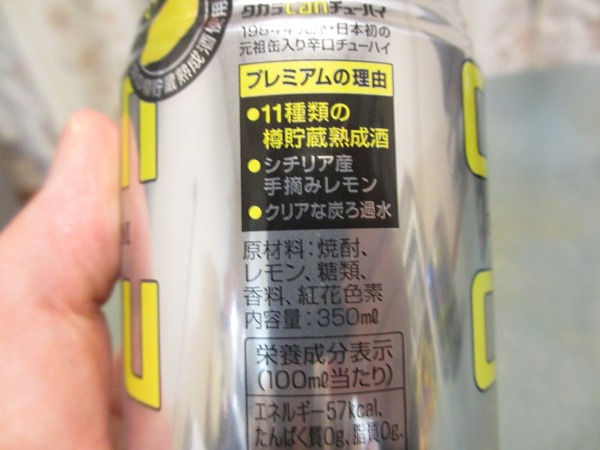 タカラcanチューハイ
元祖缶入り辛口チューハイ
プレミアムの理由
●11種類の
樽貯蔵熟成酒
●シチリア産
手摘みレモン
●クリアな炭ろ過水
原材料:焼酎、
レモン、糖類、
香料、紅花色素
内容量:350㎖
栄養成分表示
(100㎖当たり)
エネルギー57kcal、
たんぱく質0g、脂質0g、